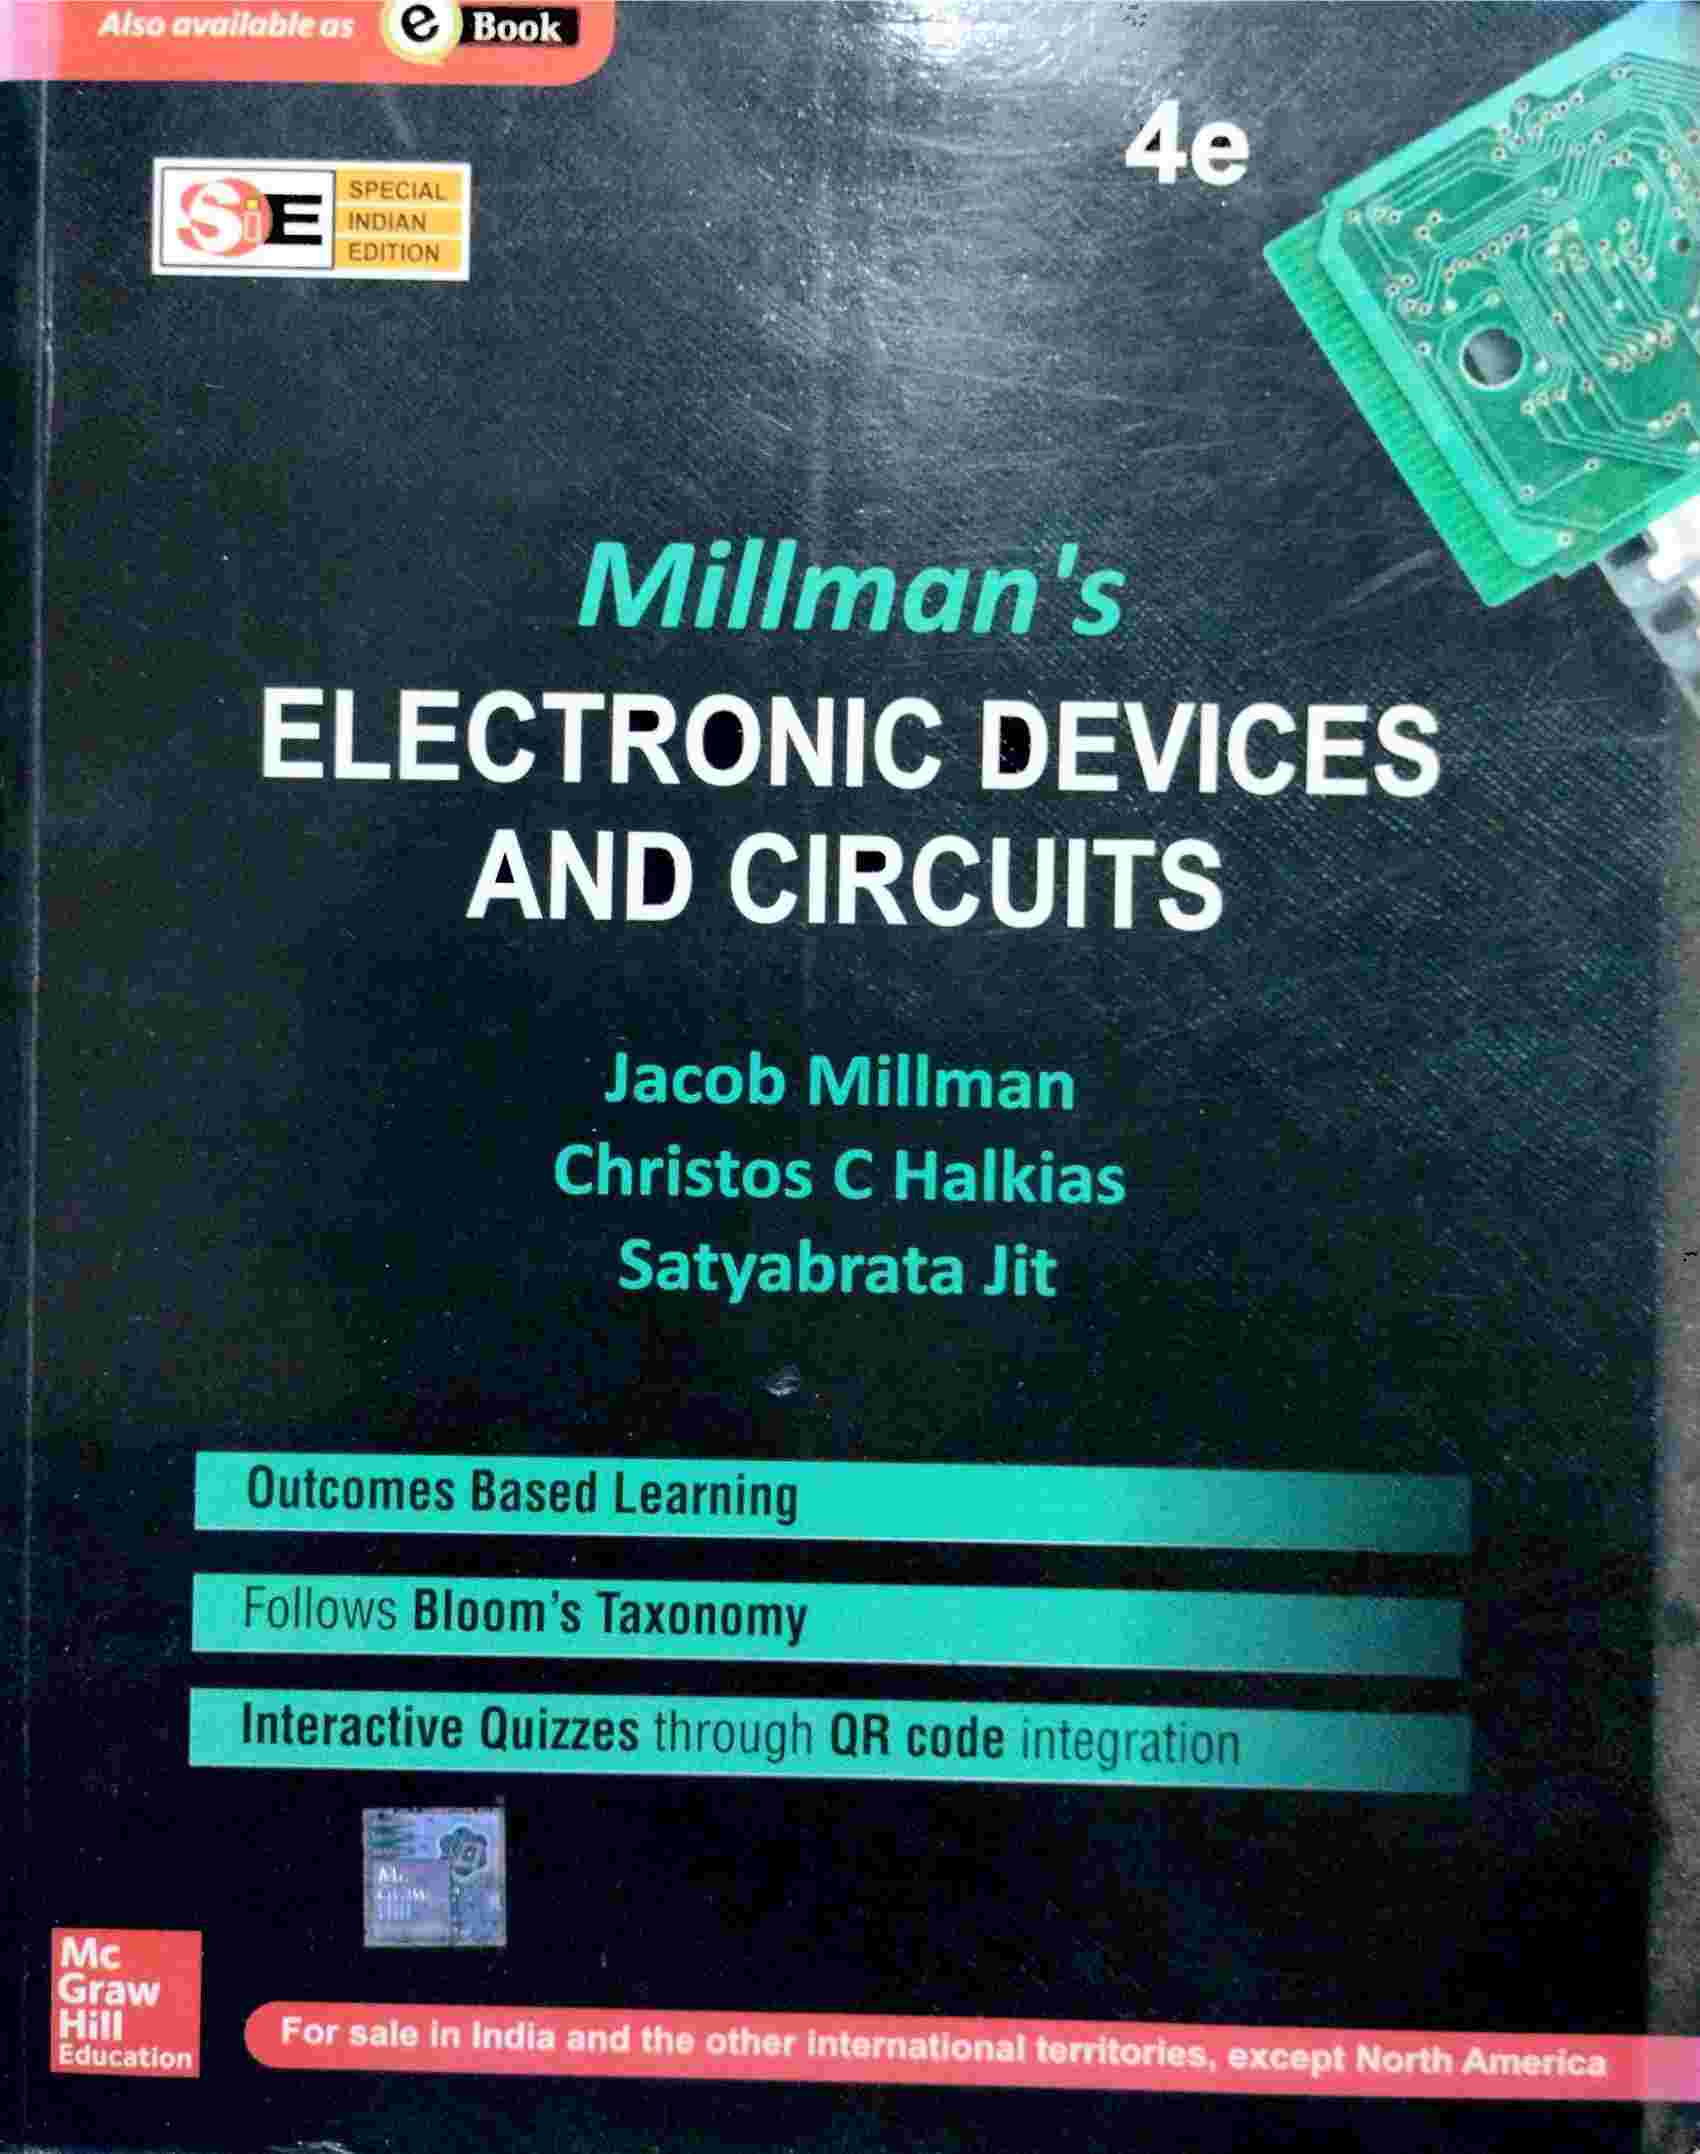 Also available as e Book
4e
SiE SPECIAL
INDIAN
EDITION
Millman's
ELECTRONIC DEVICES
AND CIRCUITS
Jacob Millman
Christos C Halkias
Satyabrata Jit
Outcomes Based Learning
Follows Bloom's Taxonomy
Interactive Quizzes through QR code integration
Mc
Graw
Hill
Education
For sale in India and the other international territories, except North America